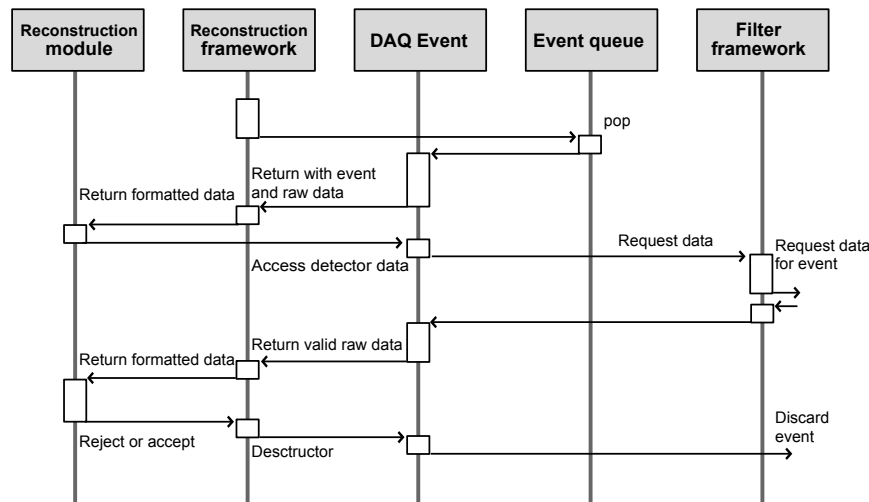 Reconstruction
module
Reconstruction
framework
DAQ Event
Event queue
Filter
framework
pop
Return with event
and raw data
Return formatted data
Request data
Request data
for event
Access detector data
Return valid raw data
Return formatted data
Reject or accept
Desctructor
Discard
event